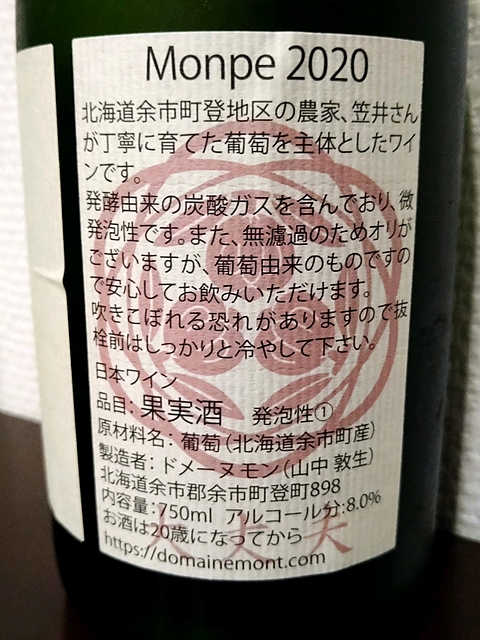 Monpe 2020
北海道余市町登地区の農家、笠井さん
が丁寧に育てた葡萄を主体としたワイ
ンです。
発酵由来の炭酸ガスを含んでおり、微
発泡性です。また、無濾過のためオリが
ございますが、葡萄由来のものですの
で安心してお飲みいただけます。
吹きこぼれる恐れがありますので抜
栓前はしっかりと冷やして下さい。
日本ワイン
品目：果実酒 発泡性①
原材料名：葡萄（北海道余市町産）
製造者：ドメーヌモン（山中 敦生）
北海道余市郡余市町登町898
内容量：750ml アルコール分：8.0%
お酒は20歳になってから
https://domainemont.com